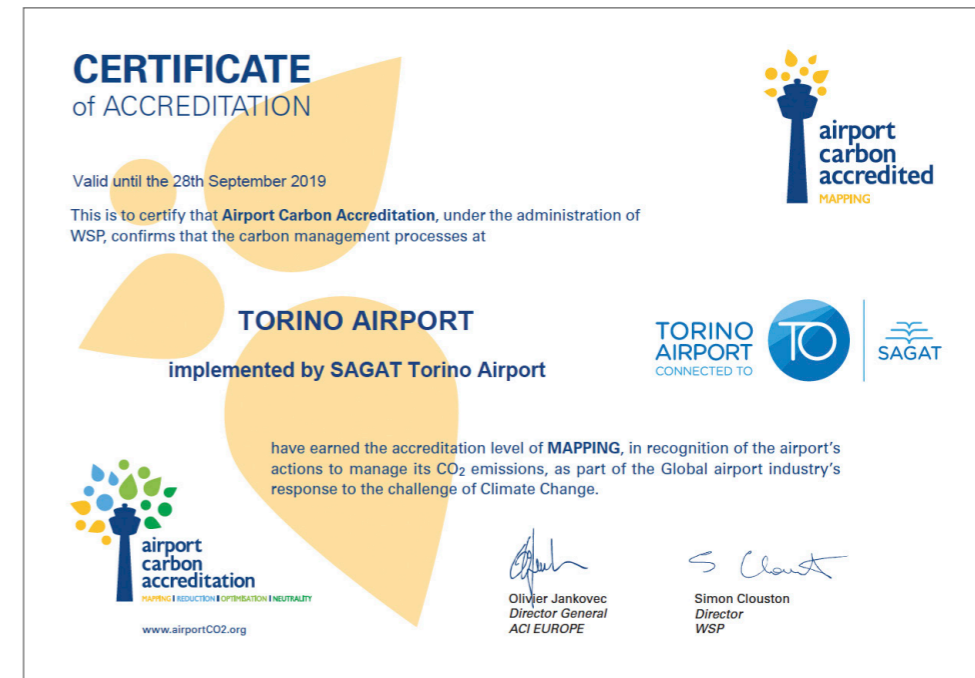 CERTIFICATE
of ACCREDITATION
airport
carbon
accredited
MAPPING
Valid until the 28th September 2019
This is to certify that Airport Carbon Accreditation, under the administration of
WSP, confirms that the carbon management processes at
TORINO AIRPORT
implemented by SAGAT Torino Airport
TORINO
AIRPORT
CONNECTED TO
TO
SAGAT
have earned the accreditation level of MAPPING, in recognition of the airport's
actions to manage its CO₂ emissions, as part of the Global airport industry's
response to the challenge of Climate Change.
airport
carbon
accreditation
MAPPING I REDUCTION I OPTIMISATION I NEUTRALITY
www.airportCO2.org
S Cloust
Olivier Jankovec
Director General
ACI EUROPE
Simon Clouston
Director
WSP